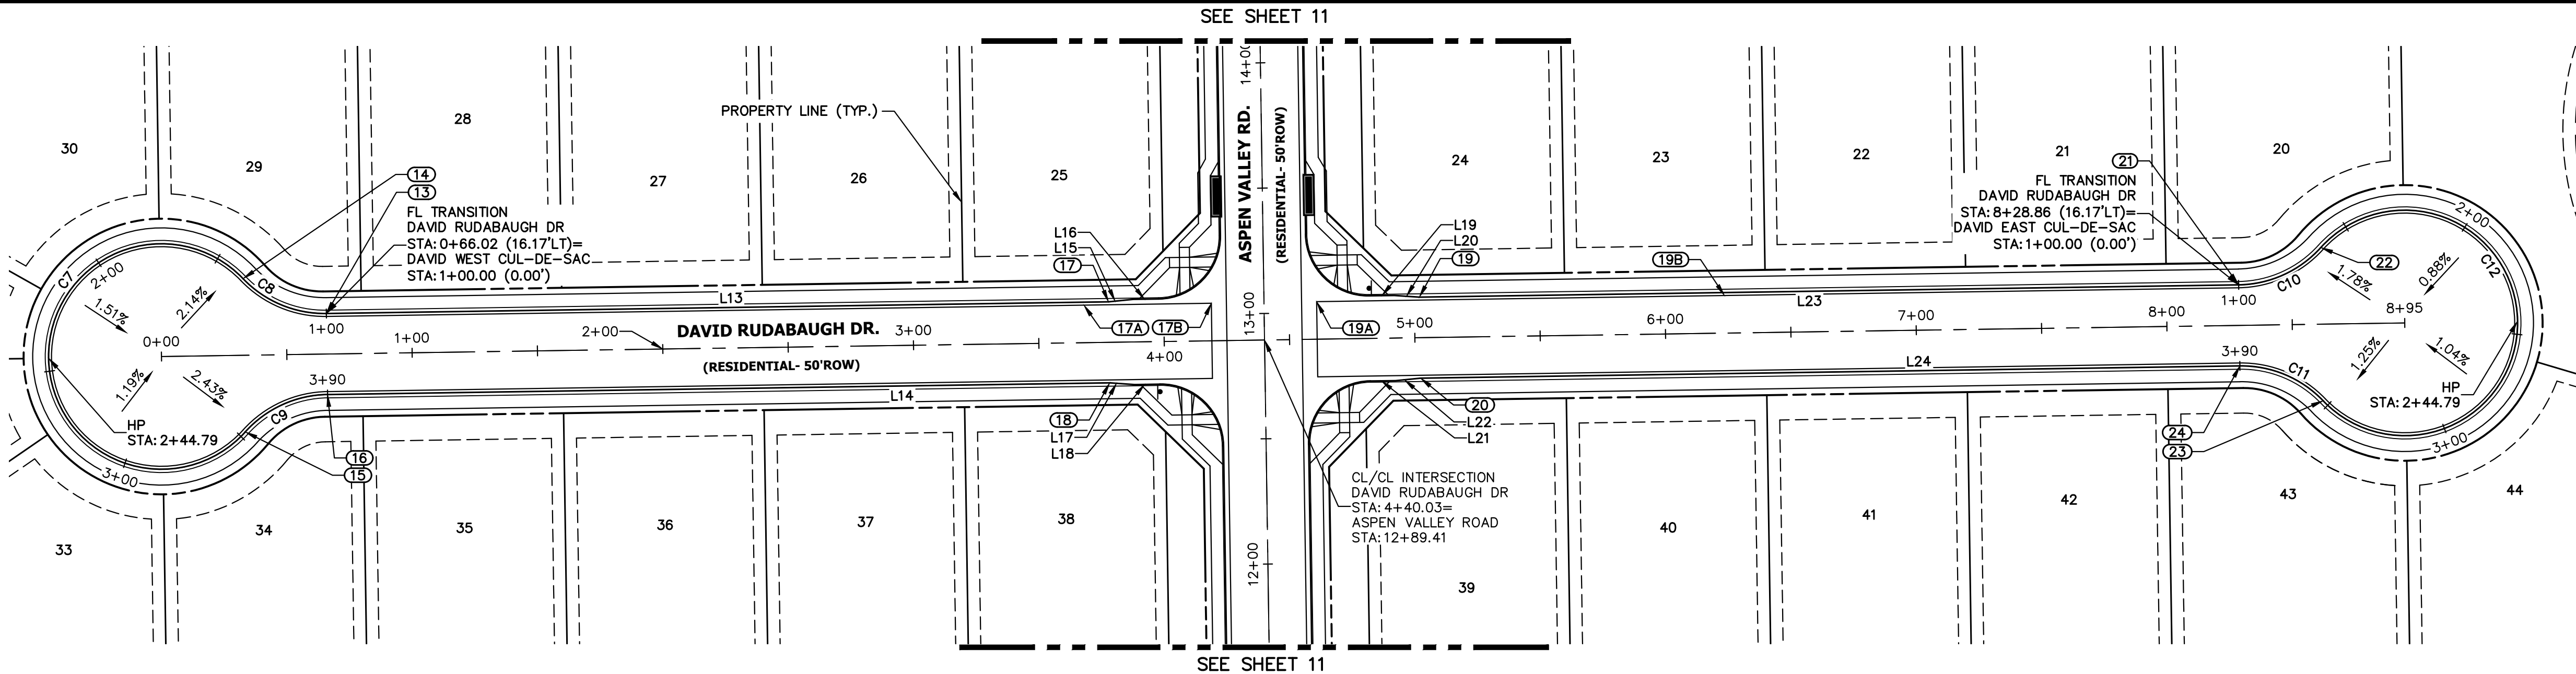 SEE SHEET 11
30
29
28
27
26
25
24
23
22
21
20
PROPERTY LINE (TYP.)
ASPEN VALLEY RD.
(RESIDENTIAL- 50'ROW)
14+00
13+00
12+00
14
13
FL TRANSITION
DAVID RUDABAUGH DR
STA: 0+66.02 (16.17'LT)=
DAVID WEST CUL-DE-SAC
STA: 1+00.00 (0.00')
L16
L15
17
L19
L20
19
19B
21
FL TRANSITION
DAVID RUDABAUGH DR
STA: 8+28.86 (16.17'LT)=
DAVID EAST CUL-DE-SAC
STA: 1+00.00 (0.00')
22
C7
2+00
C8
1.51%
2.14%
1.19%
2.43%
0+00
1+00
1+00
2+00
L13
DAVID RUDABAUGH DR.
(RESIDENTIAL- 50'ROW)
3+00
17A
17B
4+00
19A
5+00
6+00
L23
7+00
8+00
1+00
C10
1.78%
0.88%
2+00
C12
8+95
1.25%
1.04%
HP
STA: 2+44.79
3+00
C9
3+90
16
15
L14
18
L17
L18
20
L22
L21
L24
3+90
C11
24
23
HP
STA: 2+44.79
3+00
CL/CL INTERSECTION
DAVID RUDABAUGH DR
STA: 4+40.03=
ASPEN VALLEY ROAD
STA: 12+89.41
33
34
35
36
37
38
39
40
41
42
43
44
SEE SHEET 11